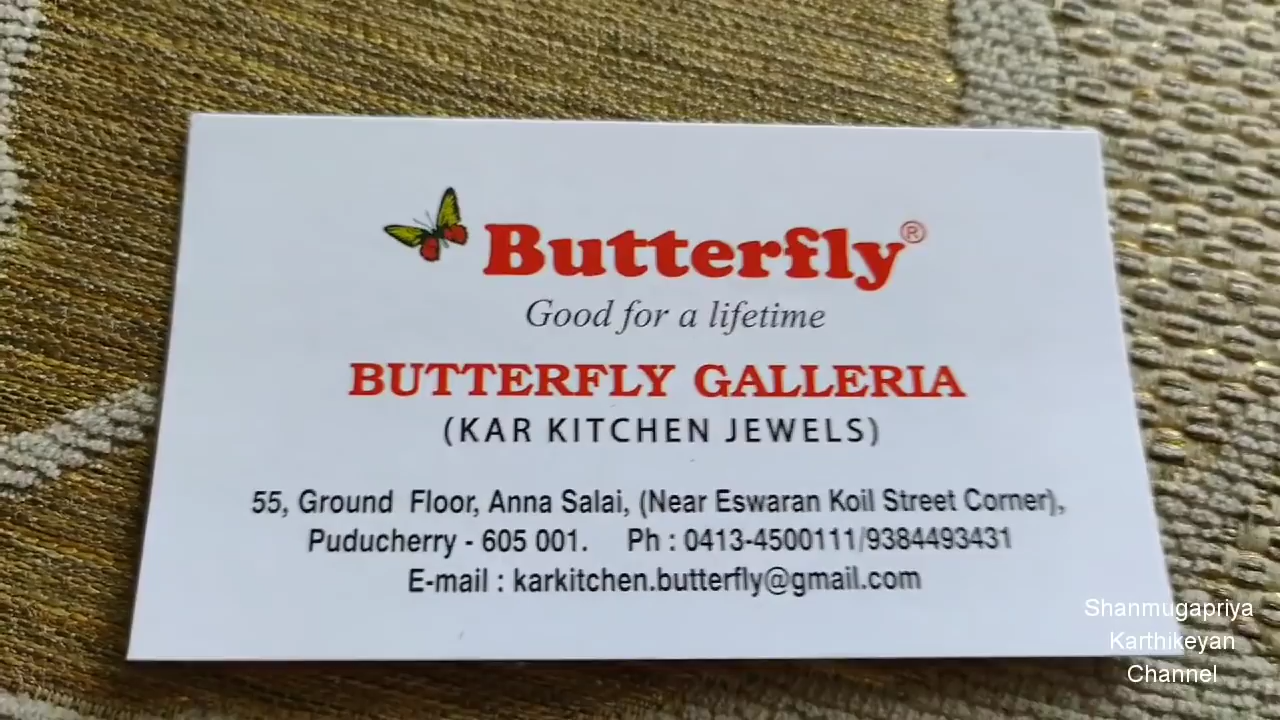 Butterfly®
Good for a lifetime
BUTTERFLY GALLERIA
(KAR KITCHEN JEWELS)
55, Ground Floor, Anna Salai, (Near Eswaran Koil Street Corner),
Puducherry - 605 001. Ph : 0413-4500111/9384493431
E-mail : karkitchen.butterfly@gmail.com
Shanmugapriya
Karthikeyan
Channel